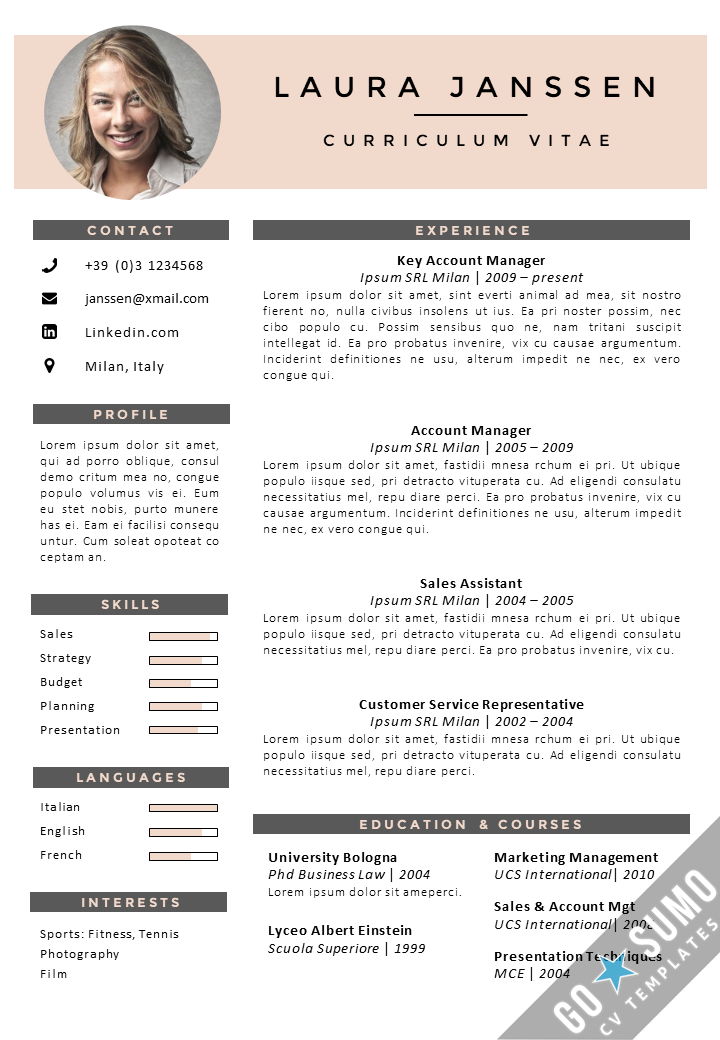 LAURA JANSSEN
CURRICULUM VITAE
CONTACT
+39 (0)3 1234568
janssen@xmail.com
Linkedin.com
Milan, Italy
PROFILE
Lorem ipsum dolor sit amet,
qui ad porro oblique, consul
demo critum mea no, congue
populo volumus vis ei. Eum
eu stet nobis, purto munere
has ei. Eam ei facilisi consequ
untur. Cum soleat opoteat co
ceptam an.
SKILLS
Sales
Strategy
Budget
Planning
Presentation
LANGUAGES
Italian
English
French
INTERESTS
Sports: Fitness, Tennis
Photography
Film
EXPERIENCE
Key Account Manager
Ipsum SRL Milan | 2009 – present
Lorem ipsum dolor sit amet, sint everti animal ad mea, sit nostro
fierent no, nulla civibus insolens ut ius. Ea pri noster possim, nec
cibo populo cu. Possim sensibus quo ne, nam tritani suscipit
intellegat id. Ea pro probatus invenire, vix cu causae argumentum.
Inciderint definitiones ne usu, alterum impedit ne nec, ex vero
congue qui.
Account Manager
Ipsum SRL Milan | 2005 – 2009
Lorem ipsum dolor sit amet, fastidii mnesa rchum ei pri. Ut ubique
populo iisque sed, pri detracto vituperata cu. Ad eligendi consulatu
necessitatius mel, repudiare dicam perci. Ea pro probatus invenire, vix cu
causae argumentum. Inciderint definitiones ne usu, alterum impedit
ne nec, ex vero congue qui.
Sales Assistant
Ipsum SRL Milan | 2004 – 2005
Lorem ipsum dolor sit amet, fastidii mnesa rchum ei pri. Ut ubique
populo iisque sed, pri detracto vituperata cu. Ad eligendi consulatu
necessitatius mel, repu diare perci. Ea pro probatus invenire, vix cu.
Customer Service Representative
Ipsum SRL Milan | 2002 – 2004
Lorem ipsum dolor sit amet, fastidii mnesa rchum ei pri. Ut ubique
populo iisque sed, pri detracto vituperata cu. Ad eligendi consulatu
necessitatius mel, repu diare perci.
EDUCATION & COURSES
University Bologna
Phd Business Law | 2004
Lorem ipsum dolor sit ameperci.
Lyceo Albert Einstein
Scuola Superiore | 1999
Marketing Management
UCS International| 2010
Sales & Account Mgt
UCS International|
Presentation Techniques
MCE | 2004
GO SUMO
CV TEMPLATES